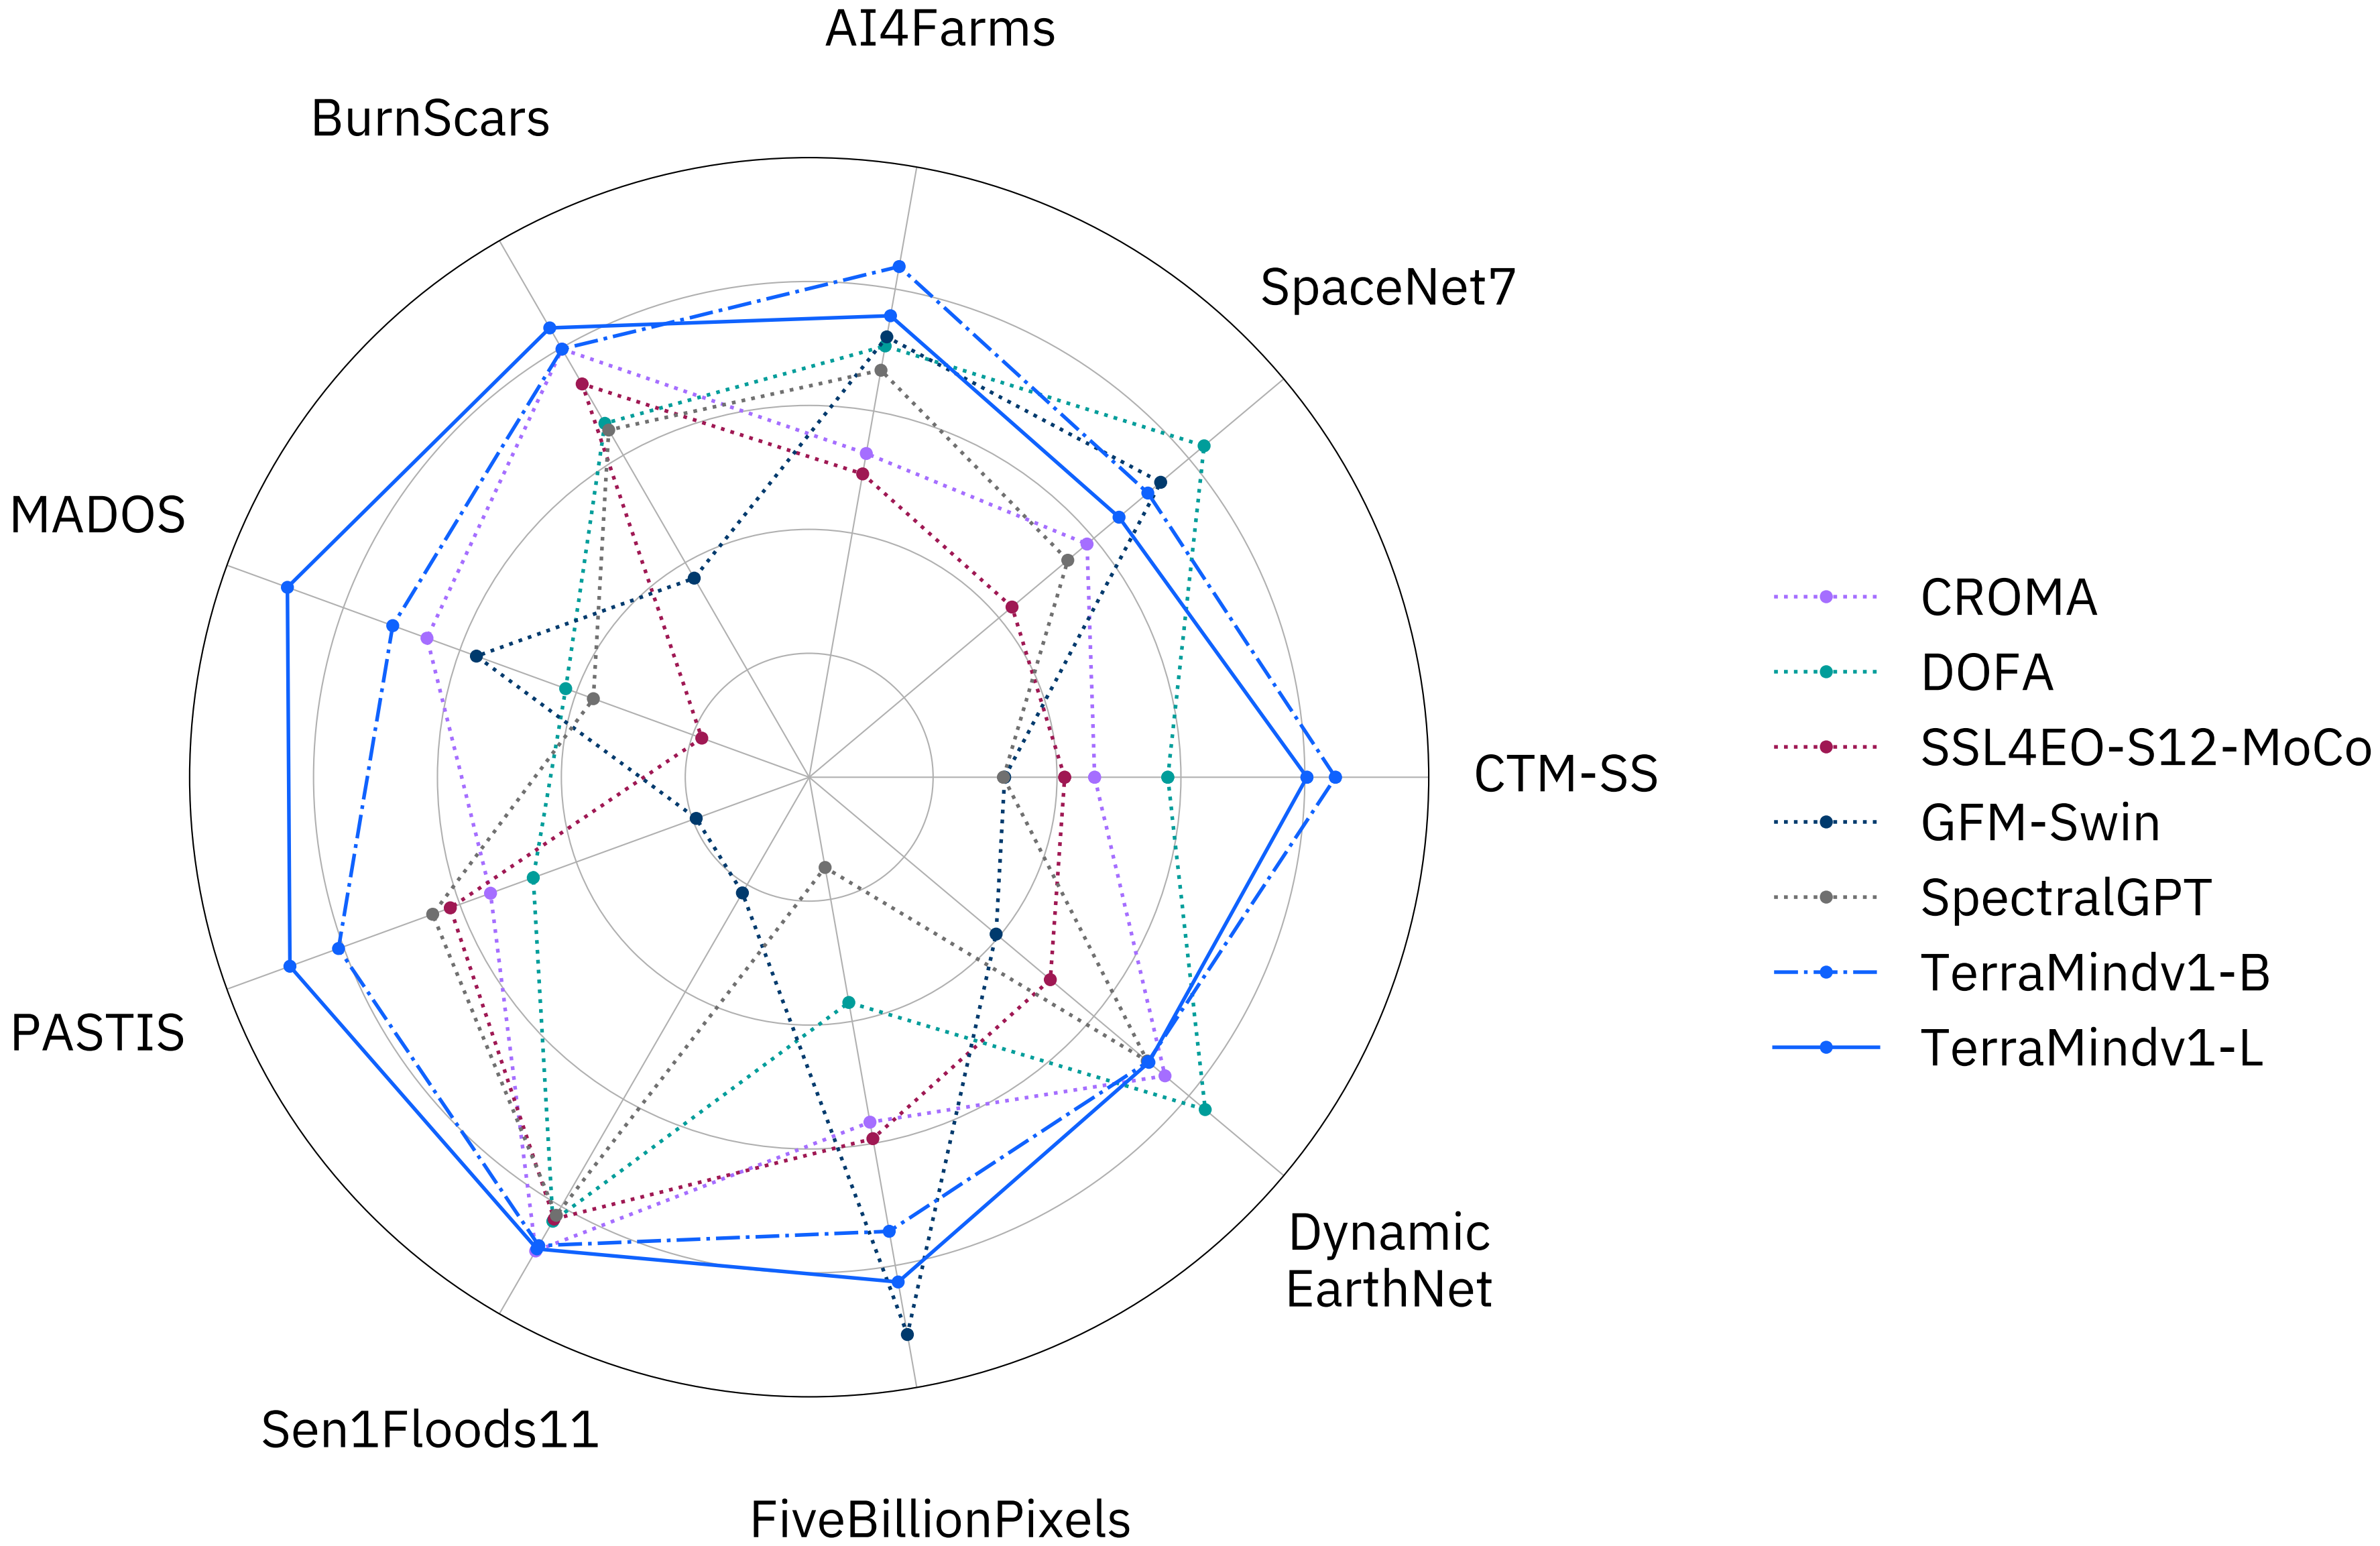 AI4Farms
BurnScars
SpaceNet7
MADOS
CTM-SS
PASTIS
Dynamic
EarthNet
Sen1Floods11
FiveBillionPixels
CROMA
DOFA
SSL4EO-S12-MoCo
GFM-Swin
SpectralGPT
TerraMindv1-B
TerraMindv1-L